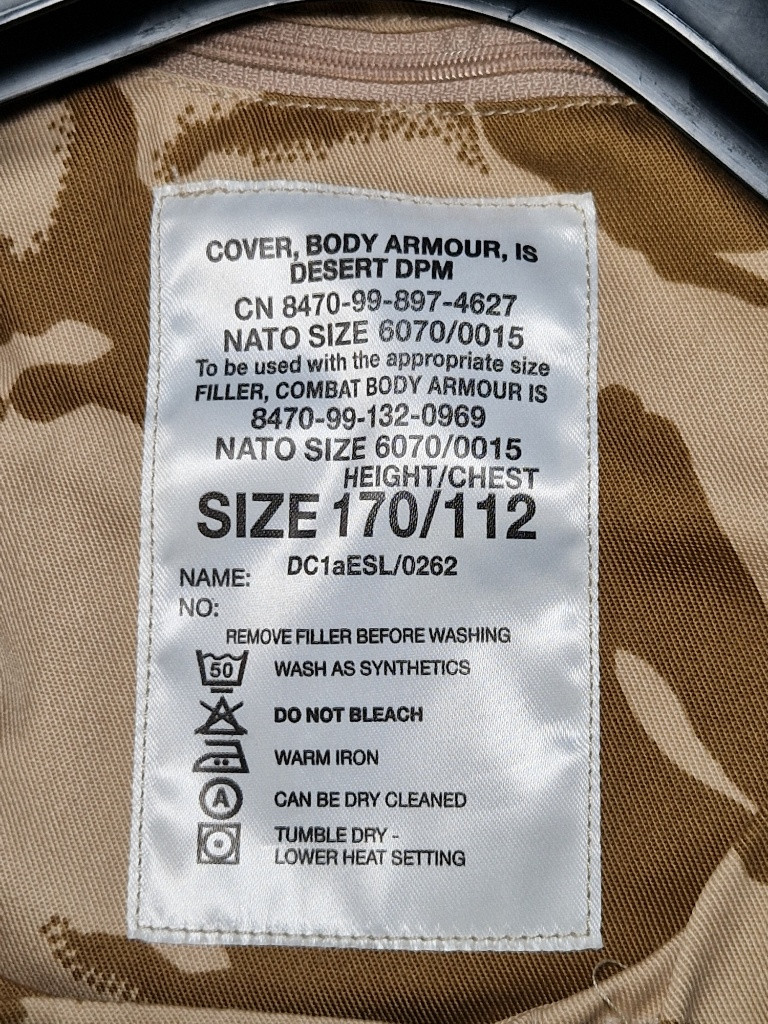 COVER, BODY ARMOUR, IS
DESERT DPM
CN 8470-99-897-4627
NATO SIZE 6070/0015
To be used with the appropriate size
FILLER, COMBAT BODY ARMOUR IS
8470-99-132-0969
NATO SIZE 6070/0015
HEIGHT/CHEST
SIZE 170/112
DC1aESL/0262
NAME:
NO:
REMOVE FILLER BEFORE WASHING
50 WASH AS SYNTHETICS
DO NOT BLEACH
WARM IRON
A CAN BE DRY CLEANED
TUMBLE DRY -
LOWER HEAT SETTING